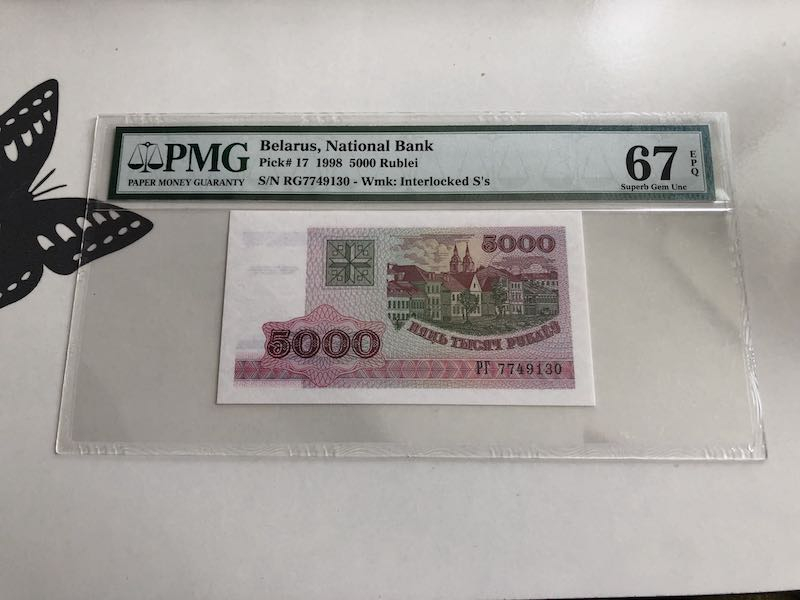 PMG
PAPER MONEY GUARANTY
Belarus, National Bank
Pick# 17 1998 5000 Rublei
S/N RG7749130 - Wmk: Interlocked S's
67
EPQ
Superb Gem Unc
5000
ПЯЦЬ ТЫСЯЧ РУБЛЁЎ
5000
РГ 7749130